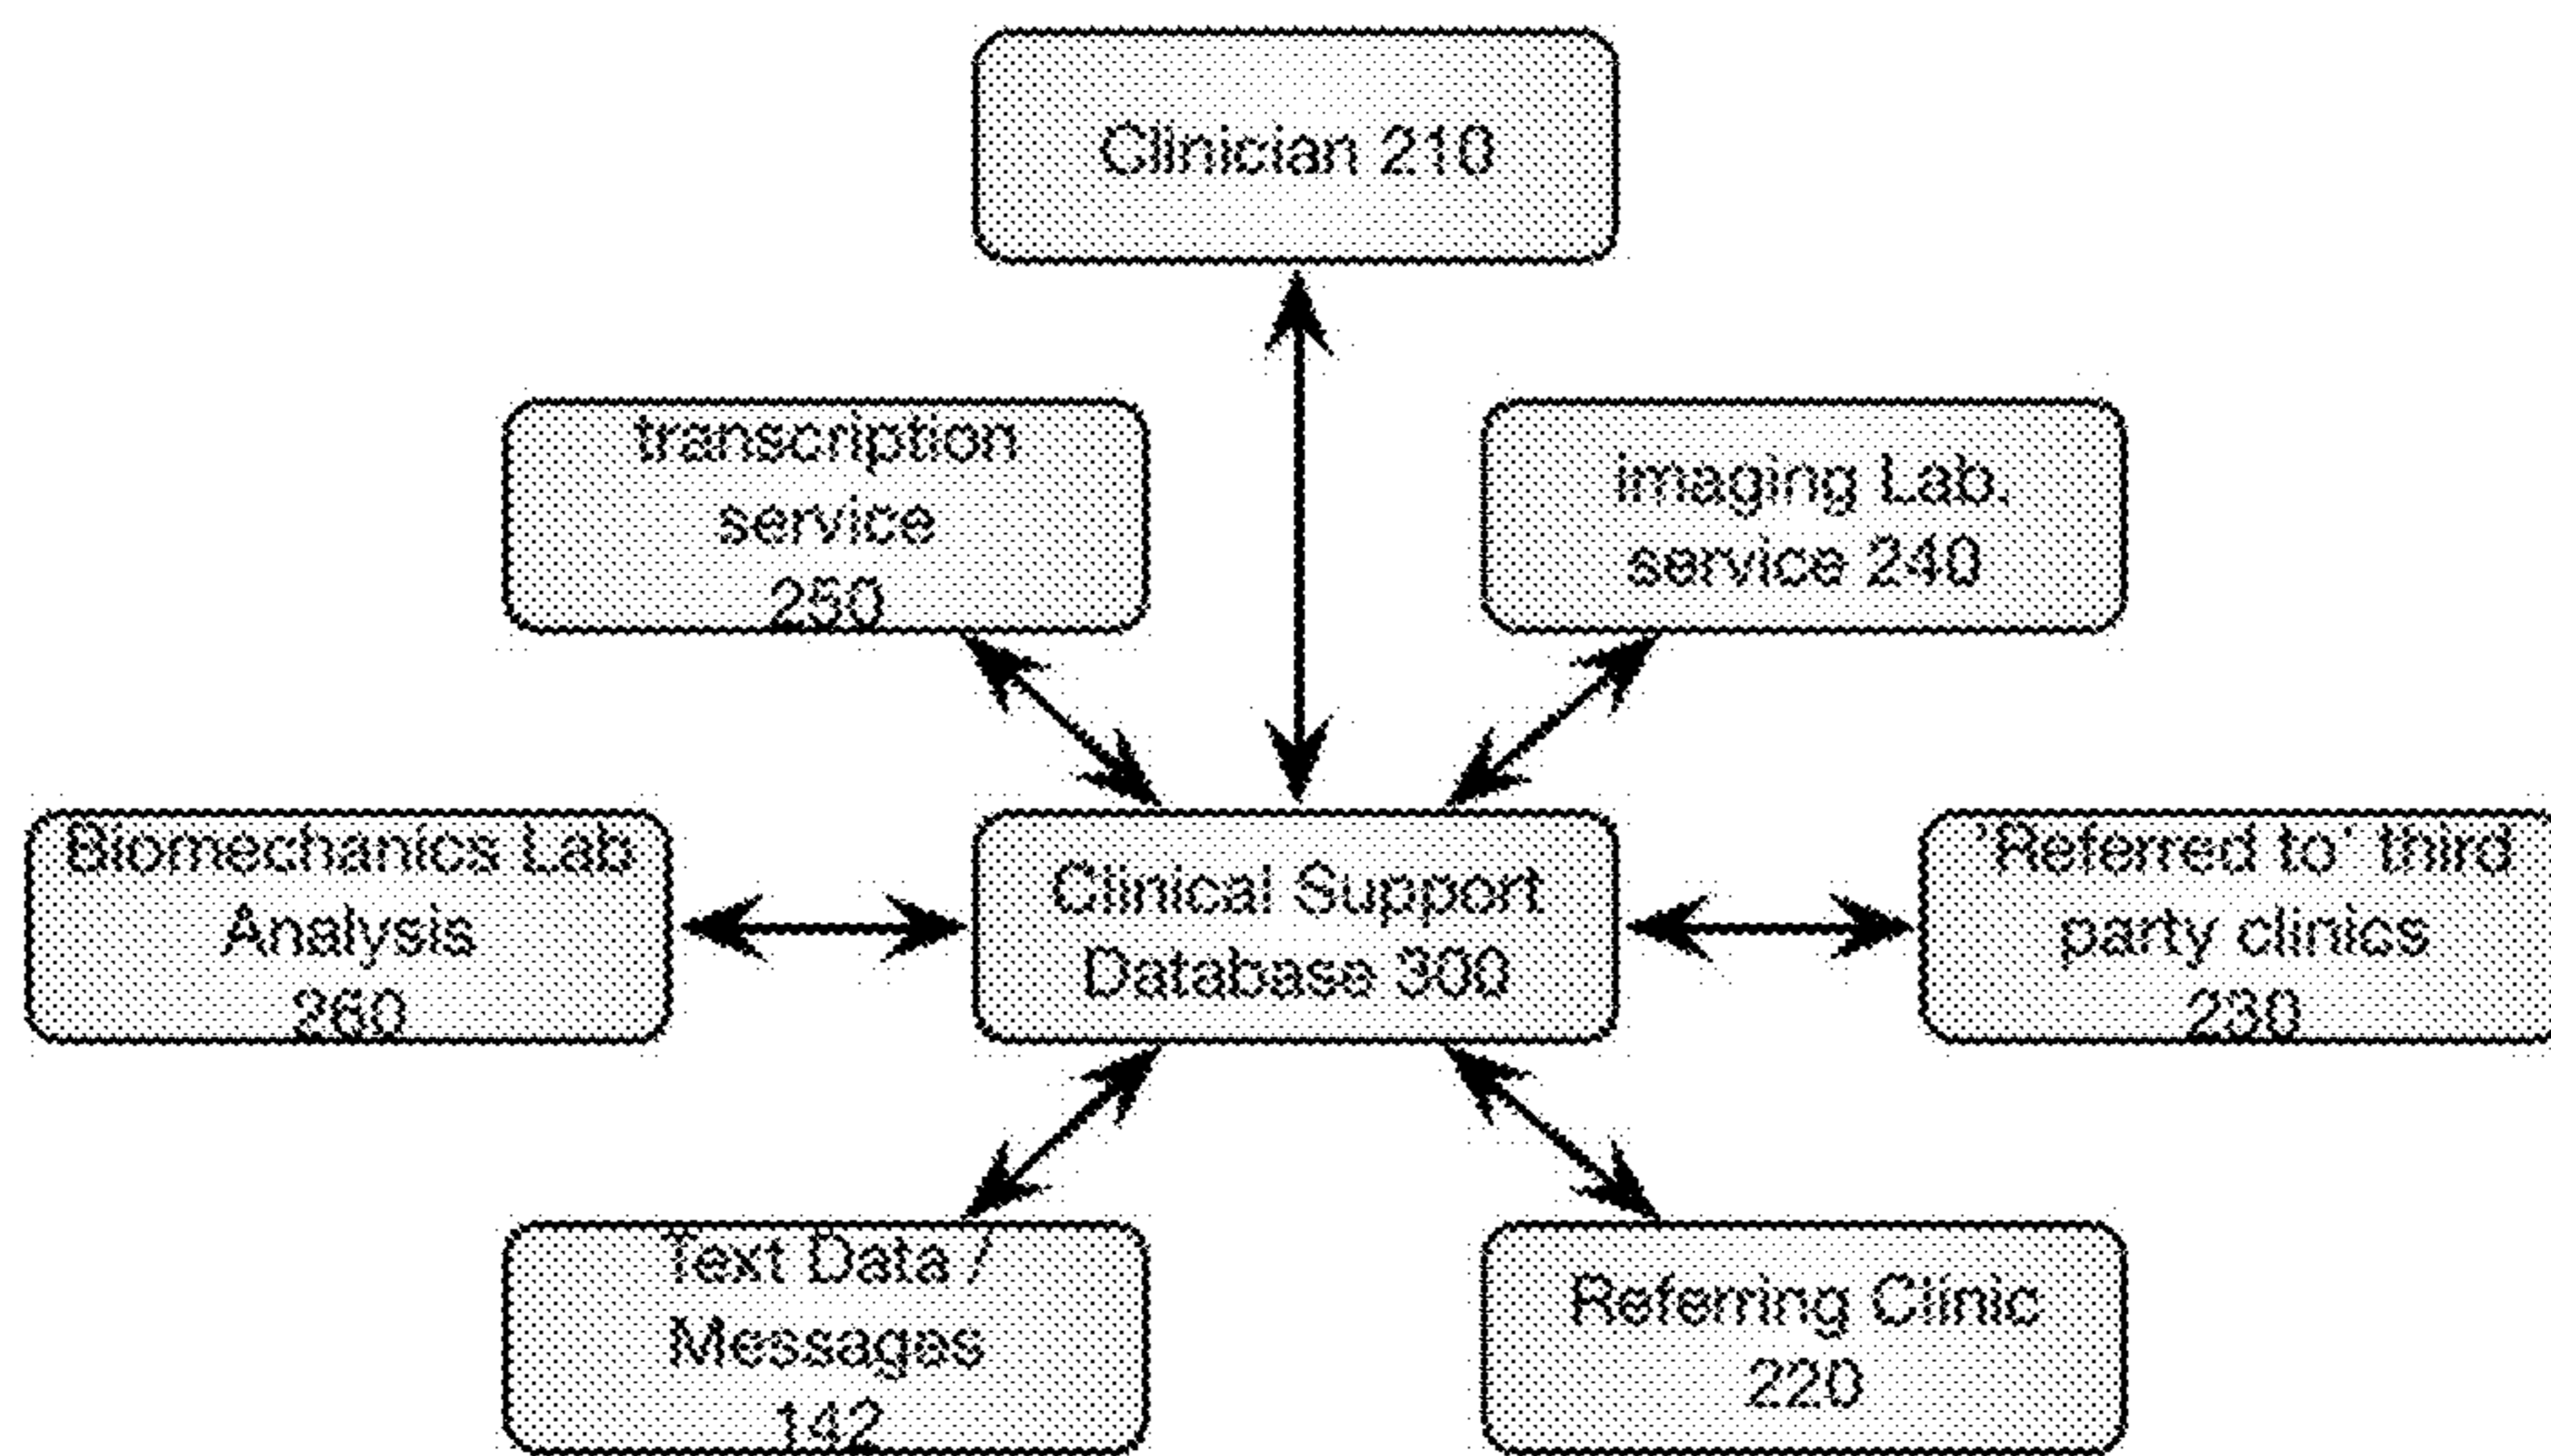 Clinician 210
transcription
service
250
imaging Lab.
service 240
Biomechanics Lab
Analysis
260
Clinical Support
Database 300
'Referred to' third
party clinics
230
Text Data /
Messages
142
Referring Clinic
220